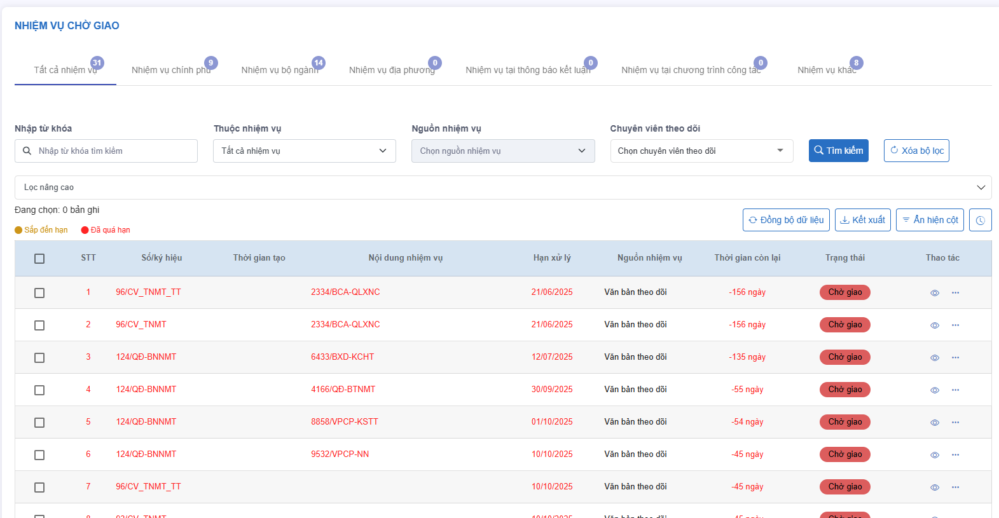 NHIỆM VỤ CHỜ GIAO
Tất cả nhiệm vụ 31 Nhiệm vụ chính phủ 9 Nhiệm vụ bộ ngành 14 Nhiệm vụ địa phương 0 Nhiệm vụ tại thông báo kết luận 0 Nhiệm vụ tại chương trình công tác 0 Nhiệm vụ khác 8
Nhập từ khóa Thuộc nhiệm vụ Nguồn nhiệm vụ Chuyên viên theo dõi
Nhập từ khóa tìm kiếm Tất cả nhiệm vụ Chọn nguồn nhiệm vụ Chọn chuyên viên theo dõi Tìm kiếm Xóa bộ lọc
Lọc nâng cao
Đang chọn: 0 bản ghi
Đồng bộ dữ liệu Kết xuất Ẩn hiện cột
Sắp đến hạn Đã quá hạn
STT Số/ký hiệu Thời gian tạo Nội dung nhiệm vụ Hạn xử lý Nguồn nhiệm vụ Thời gian còn lại Trạng thái Thao tác
1 96/CV_TNMT_TT 2334/BCA-QLXNC 21/06/2025 Văn bản theo dõi -156 ngày Chờ giao
2 96/CV_TNMT 2334/BCA-QLXNC 21/06/2025 Văn bản theo dõi -156 ngày Chờ giao
3 124/QĐ-BNNMT 6433/BXD-KCHT 12/07/2025 Văn bản theo dõi -135 ngày Chờ giao
4 124/QĐ-BNNMT 4166/QĐ-BTNMT 30/09/2025 Văn bản theo dõi -55 ngày Chờ giao
5 124/QĐ-BNNMT 8858/VPCP-KSTT 01/10/2025 Văn bản theo dõi -54 ngày Chờ giao
6 124/QĐ-BNNMT 9532/VPCP-NN 10/10/2025 Văn bản theo dõi -45 ngày Chờ giao
7 96/CV_TNMT_TT 10/10/2025 Văn bản theo dõi -45 ngày Chờ giao